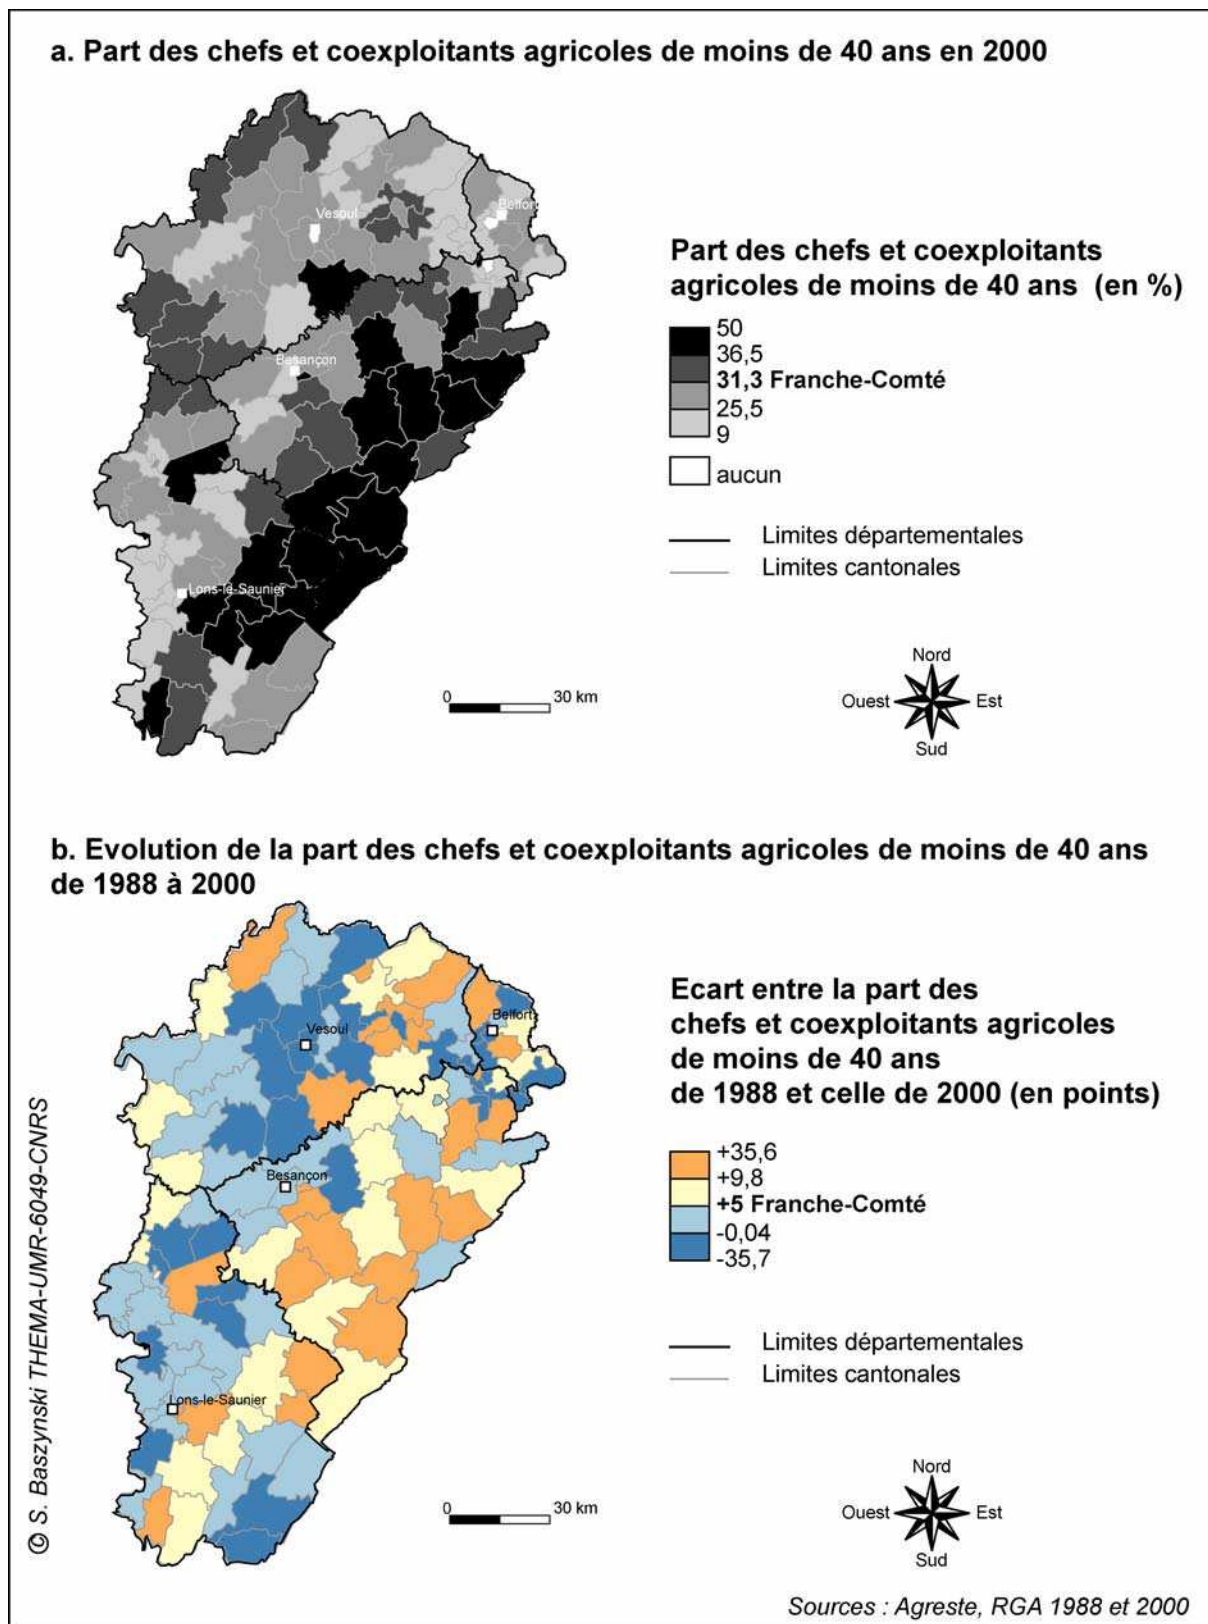 a. Part des chefs et coexploitants agricoles de moins de 40 ans en 2000
Vesoul
Belfort
Besançon
Lons-le-Saunier
Part des chefs et coexploitants
agricoles de moins de 40 ans (en %)
50
36,5
31,3 Franche-Comté
25,5
9
aucun
Limites départementales
Limites cantonales
0 30 km
Nord
Ouest Est
Sud
b. Evolution de la part des chefs et coexploitants agricoles de moins de 40 ans
de 1988 à 2000
Vesoul
Belfort
Besançon
Lons-le-Saunier
Ecart entre la part des
chefs et coexploitants agricoles
de moins de 40 ans
de 1988 et celle de 2000 (en points)
+35,6
+9,8
+5 Franche-Comté
-0,04
-35,7
Limites départementales
Limites cantonales
0 30 km
Nord
Ouest Est
Sud
© S. Baszynski THEMA-UMR-6049-CNRS
Sources : Agreste, RGA 1988 et 2000